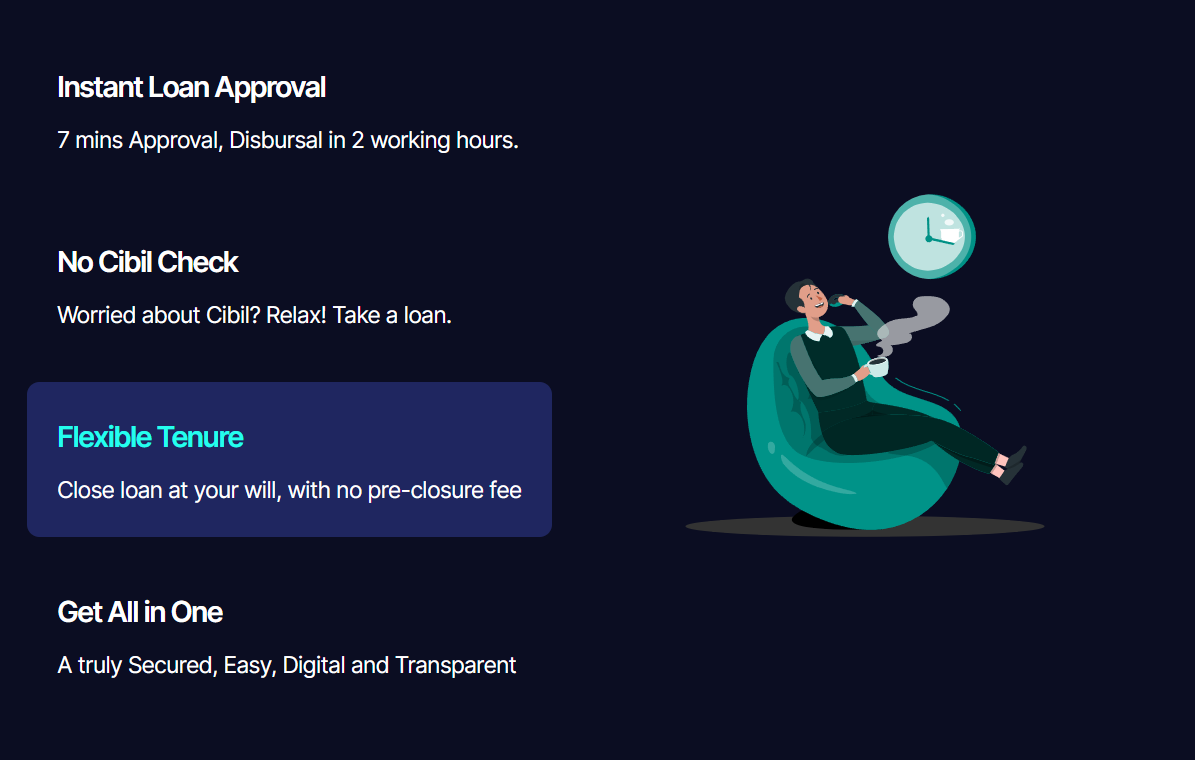 Instant Loan Approval
7 mins Approval, Disbursal in 2 working hours.
No Cibil Check
Worried about Cibil? Relax! Take a loan.
Flexible Tenure
Close loan at your will, with no pre-closure fee
Get All in One
A truly Secured, Easy, Digital and Transparent